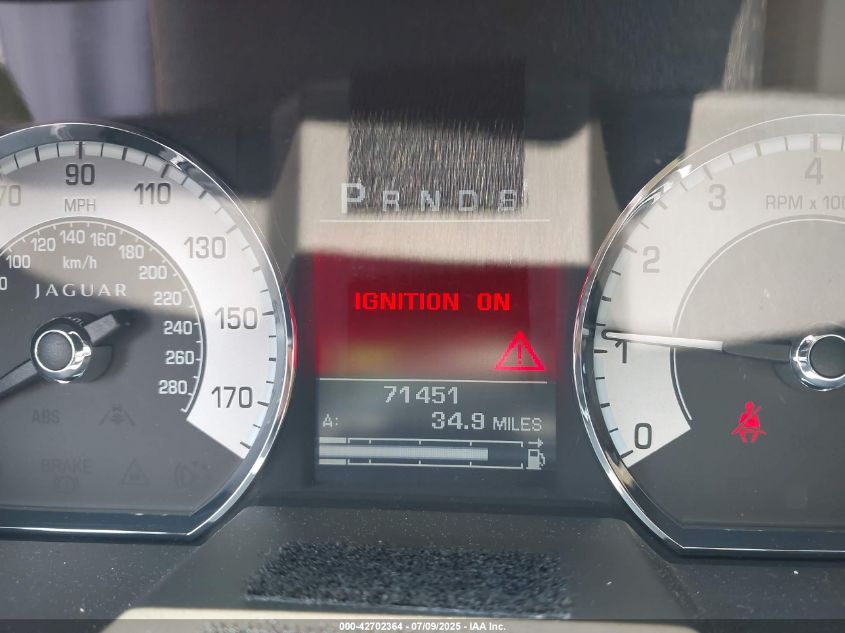 70 90 110 130 150 170
MPH
100 120 140 160 180 200 220 240 260 280
km/h
JAGUAR
ABS
BRAKE
PRNDS
IGNITION ON
71451
A: 34.9 MILES
0 1 2 3 4
RPM x 100
000-42702364 / 07/09/2025 - IAA Inc.